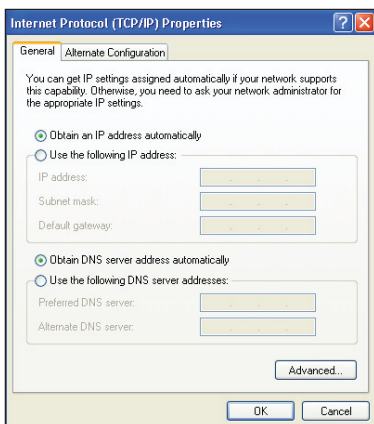 Internet Protocol (TCP/IP) Properties
General
Alternate Configuration
You can get IP settings assigned automatically if your network supports
this capability. Otherwise, you need to ask your network administrator for
the appropriate IP settings.
Obtain an IP address automatically
Use the following IP address:
IP address:
Subnet mask:
Default gateway:
Obtain DNS server address automatically
Use the following DNS server addresses:
Preferred DNS server:
Alternate DNS server:
Advanced...
OK
Cancel